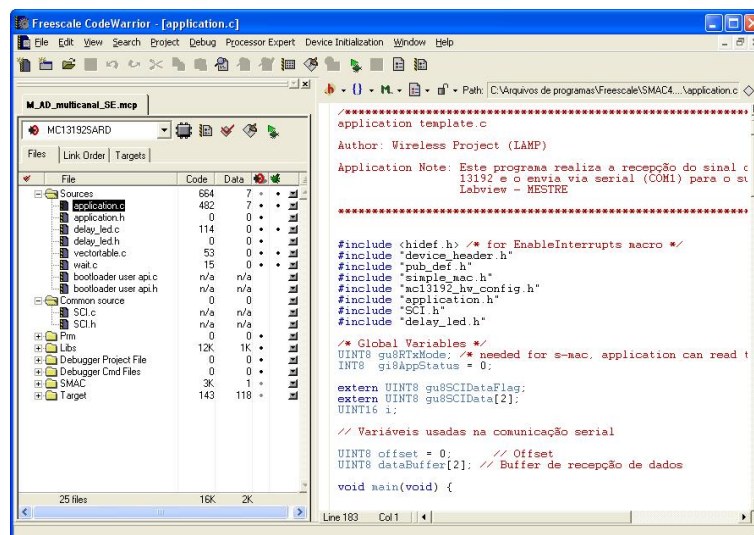 Freescale CodeWarrior - [application.c]
File Edit View Search Project Debug Processor Expert Device Initialization Window Help
M_AD_multicanal_SE.mcp
Path: C:\Arquivos de programas\Freescale\SMAC4....\application.c
MC13192SARD
Files Link Order Targets
File Code Data
Sources 664 7
application.c 482 7
application.h 0 0
delay_led.c 114 0
delay_led.h 0 0
vectortable.c 53 0
wait.c 15 0
bootloader user api.c n/a n/a
bootloader user api.h n/a n/a
Common source 0 0
SCI.c n/a n/a
SCI.h n/a n/a
Prm 0 0
Libs 12K 1K
Debugger Project File 0 0
Debugger Cmd Files 0 0
SMAC 3K 1
Target 143 118
25 files 16K 2K
/*****************************************************
application template.c
Author: Wireless Project (LAMP)
Application Note: Este programa realiza a recepção do sinal
13192 e o envia via serial (COM1) para o
Labview - MESTRE
*****************************************************
#include <hidef.h> /* for EnableInterrupts macro */
#include "device_header.h"
#include "pub_def.h"
#include "simple_mac.h"
#include "mc13192_hw_config.h"
#include "application.h"
#include "SCI.h"
#include "delay_led.h"
/* Global Variables */
UINT8 gu8RTxMode; /* needed for s-mac, application can read
INT8 gi8AppStatus = 0;
extern UINT8 gu8SCIDataFlag;
extern UINT8 gu8SCIData[2];
UINT16 i;
// Variáveis usadas na comunicação serial
UINT8 offset = 0; // Offset
UINT8 dataBuffer[2]; // Buffer de recepção de dados
void main(void) {
Line 183 Col 1